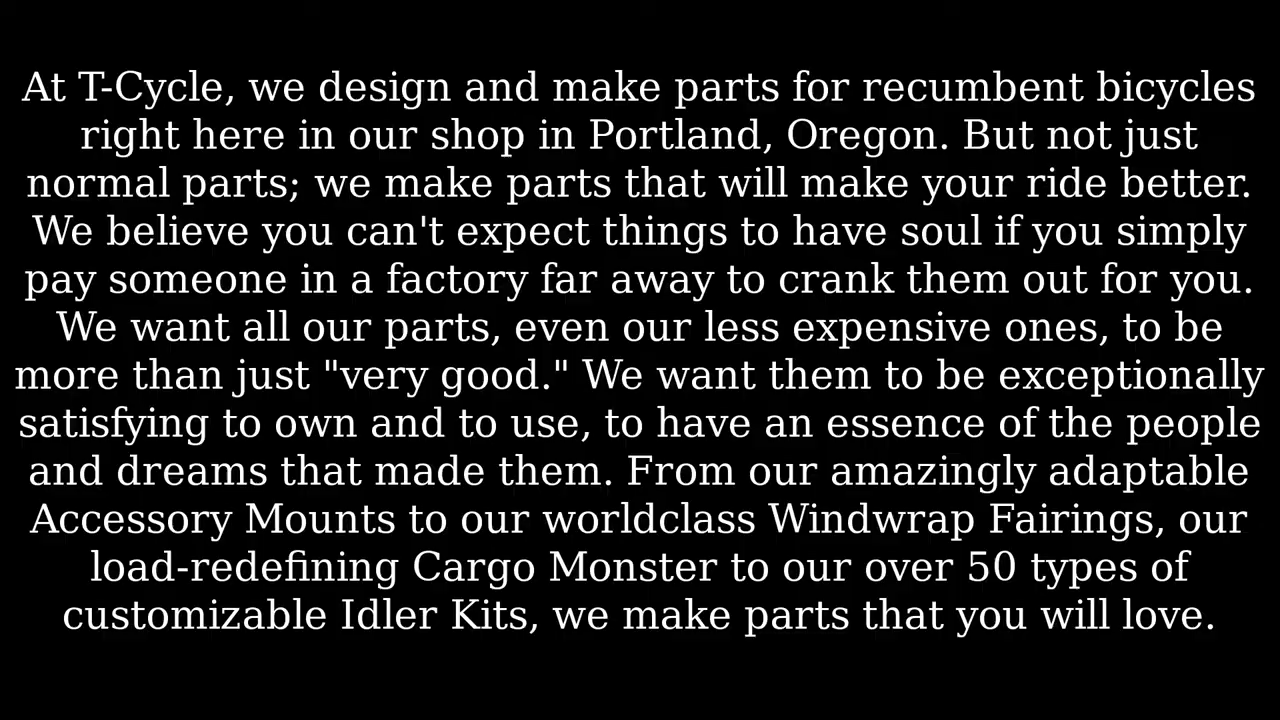 At T-Cycle, we design and make parts for recumbent bicycles
right here in our shop in Portland, Oregon. But not just
normal parts; we make parts that will make your ride better.
We believe you can't expect things to have soul if you simply
pay someone in a factory far away to crank them out for you.
We want all our parts, even our less expensive ones, to be
more than just "very good." We want them to be exceptionally
satisfying to own and to use, to have an essence of the people
and dreams that made them. From our amazingly adaptable
Accessory Mounts to our worldclass Windwrap Fairings, our
load-redefining Cargo Monster to our over 50 types of
customizable Idler Kits, we make parts that you will love.